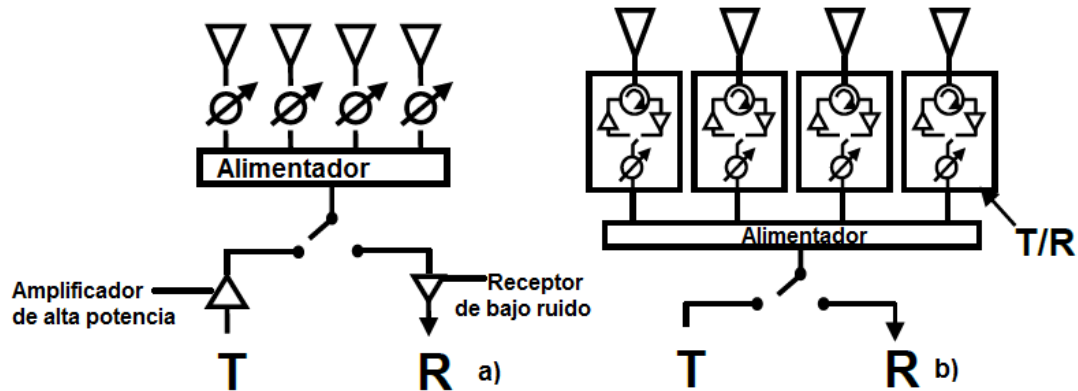 Alimentador
Amplificador
de alta potencia
Receptor
de bajo ruido
T
R
a)
Alimentador
T/R
T
R
b)